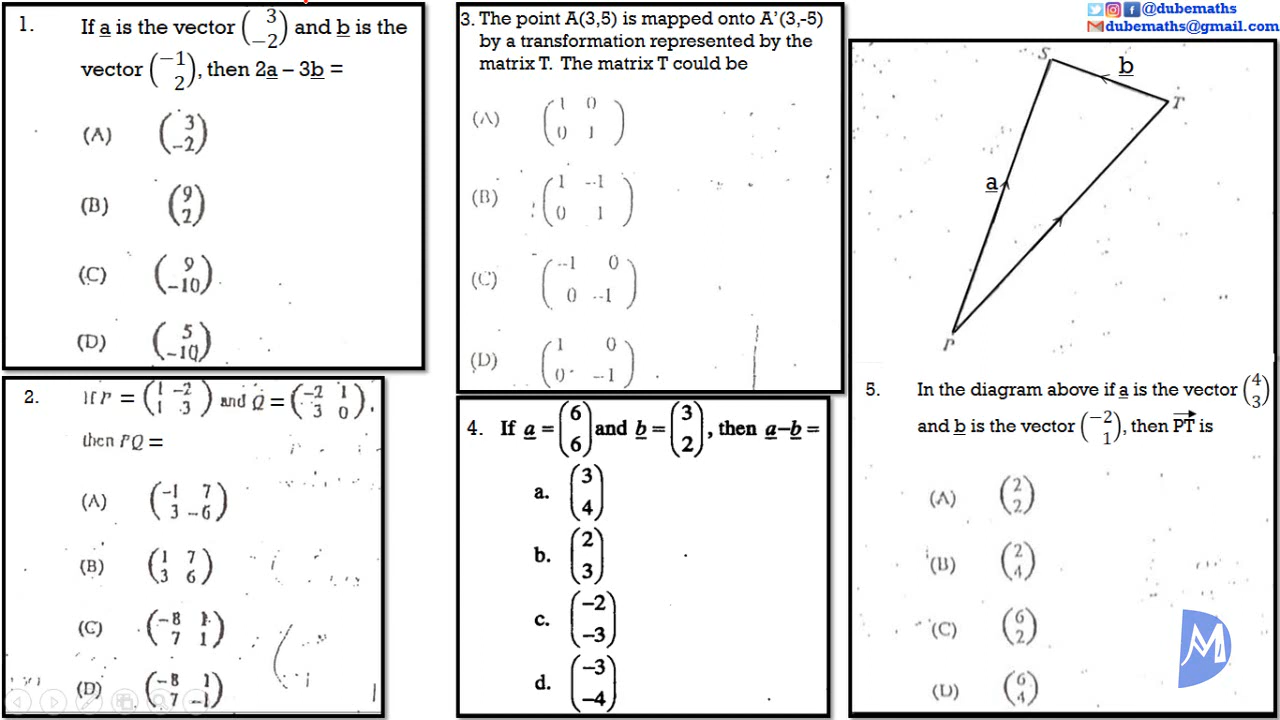 @dubemaths
dubemaths@gmail.com
1. If a is the vector (3 -2) and b is the
vector (-1 2), then 2a – 3b =
(A) (3 -2)
(B) (9 2)
(C) (9 -10)
(D) (5 -10)
2. If P = (1 -2 1 3) and Q = (-2 1 3 0),
then PQ =
(A) (-1 7 3 -6)
(B) (1 7 3 6)
(C) (-8 1 7 1)
(D) (-8 1 7 -1)
3. The point A(3,5) is mapped onto A’(3,-5)
by a transformation represented by the
matrix T. The matrix T could be
(A) (1 0 0 1)
(B) (1 -1 0 1)
(C) (-1 0 0 -1)
(D) (1 0 0 -1)
4. If a = (6 6) and b = (3 2), then a–b =
a. (3 4)
b. (2 3)
c. (-2 -3)
d. (-3 -4)
S
b
T
a
P
5. In the diagram above if a is the vector (4 3)
and b is the vector (-2 1), then PT is
(A) (2 2)
(B) (2 4)
(C) (6 2)
(D) (6 4)
M